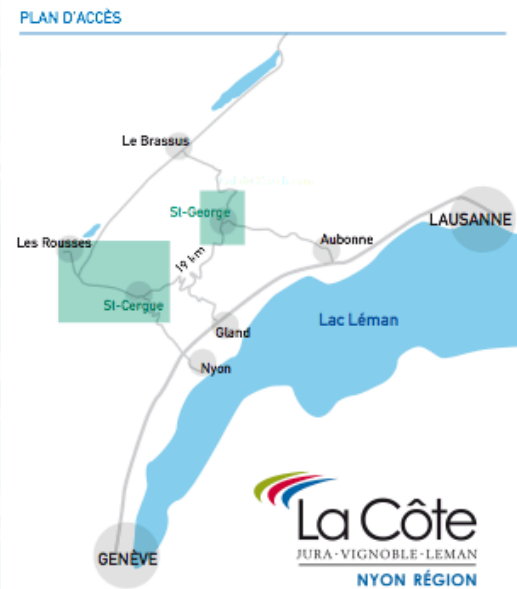 PLAN D'ACCÈS
Le Brassus
St-George
LAUSANNE
Les Rousses
Aubonne
19 km
St-Cergue
Lac Léman
Gland
Nyon
La Côte
JURA·VIGNOBLE·LEMAN
GENÈVE
NYON RÉGION